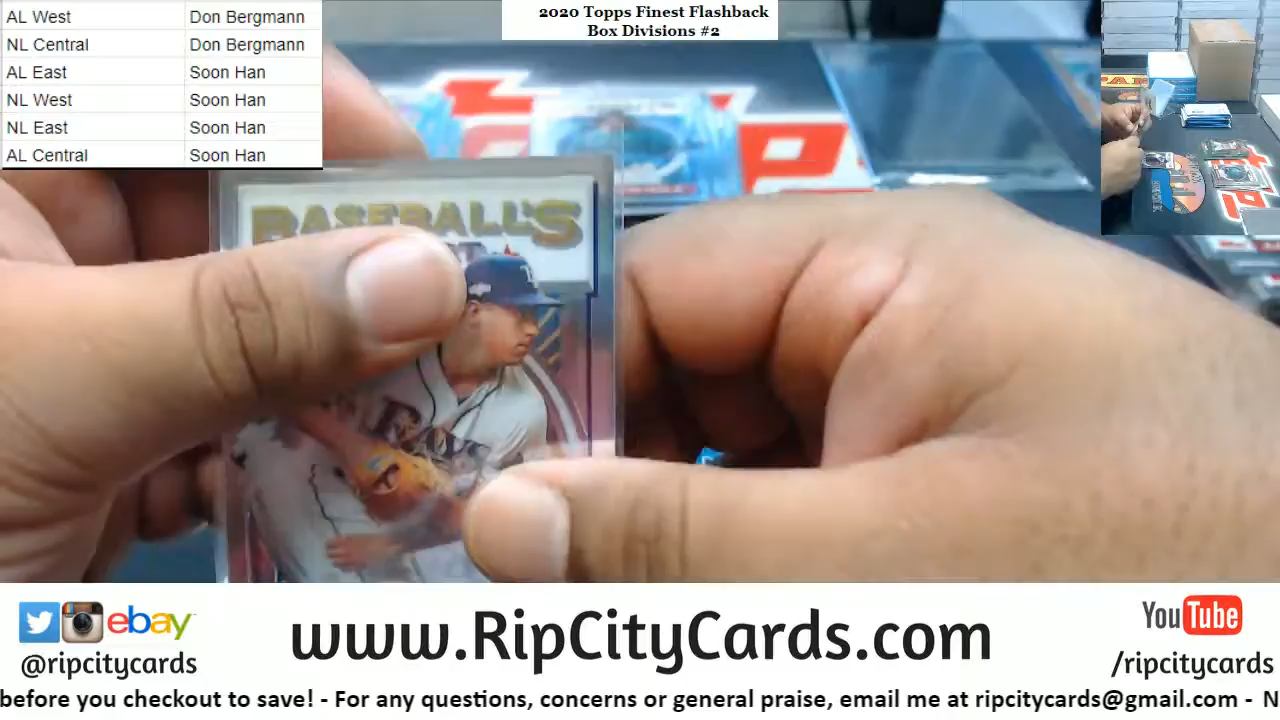 AL West Don Bergmann
NL Central Don Bergmann
AL East Soon Han
NL West Soon Han
NL East Soon Han
AL Central Soon Han
2020 Topps Finest Flashback
Box Divisions #2
BASEBALL'S
ebay
@ripcitycards
www.RipCityCards.com
YouTube
/ripcitycards
before you checkout to save! - For any questions, concerns or general praise, email me at ripcitycards@gmail.com - N